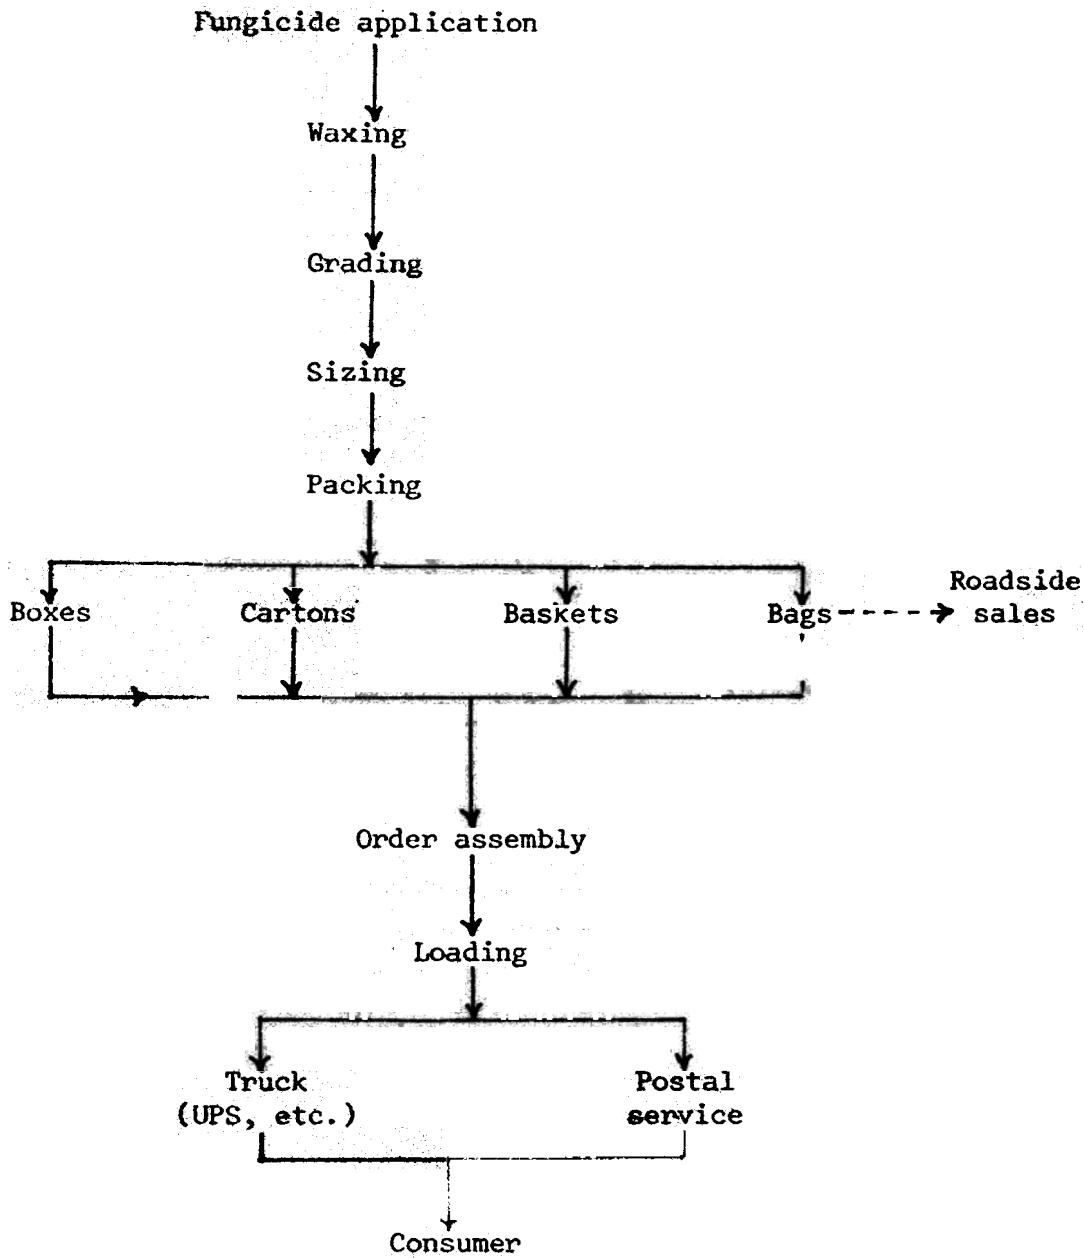 Fungicide application
Waxing
Grading
Sizing
Packing
Boxes
Cartons
Baskets
Bags
Roadside
sales
Order assembly
Loading
Truck
(UPS, etc.)
Postal
service
Consumer